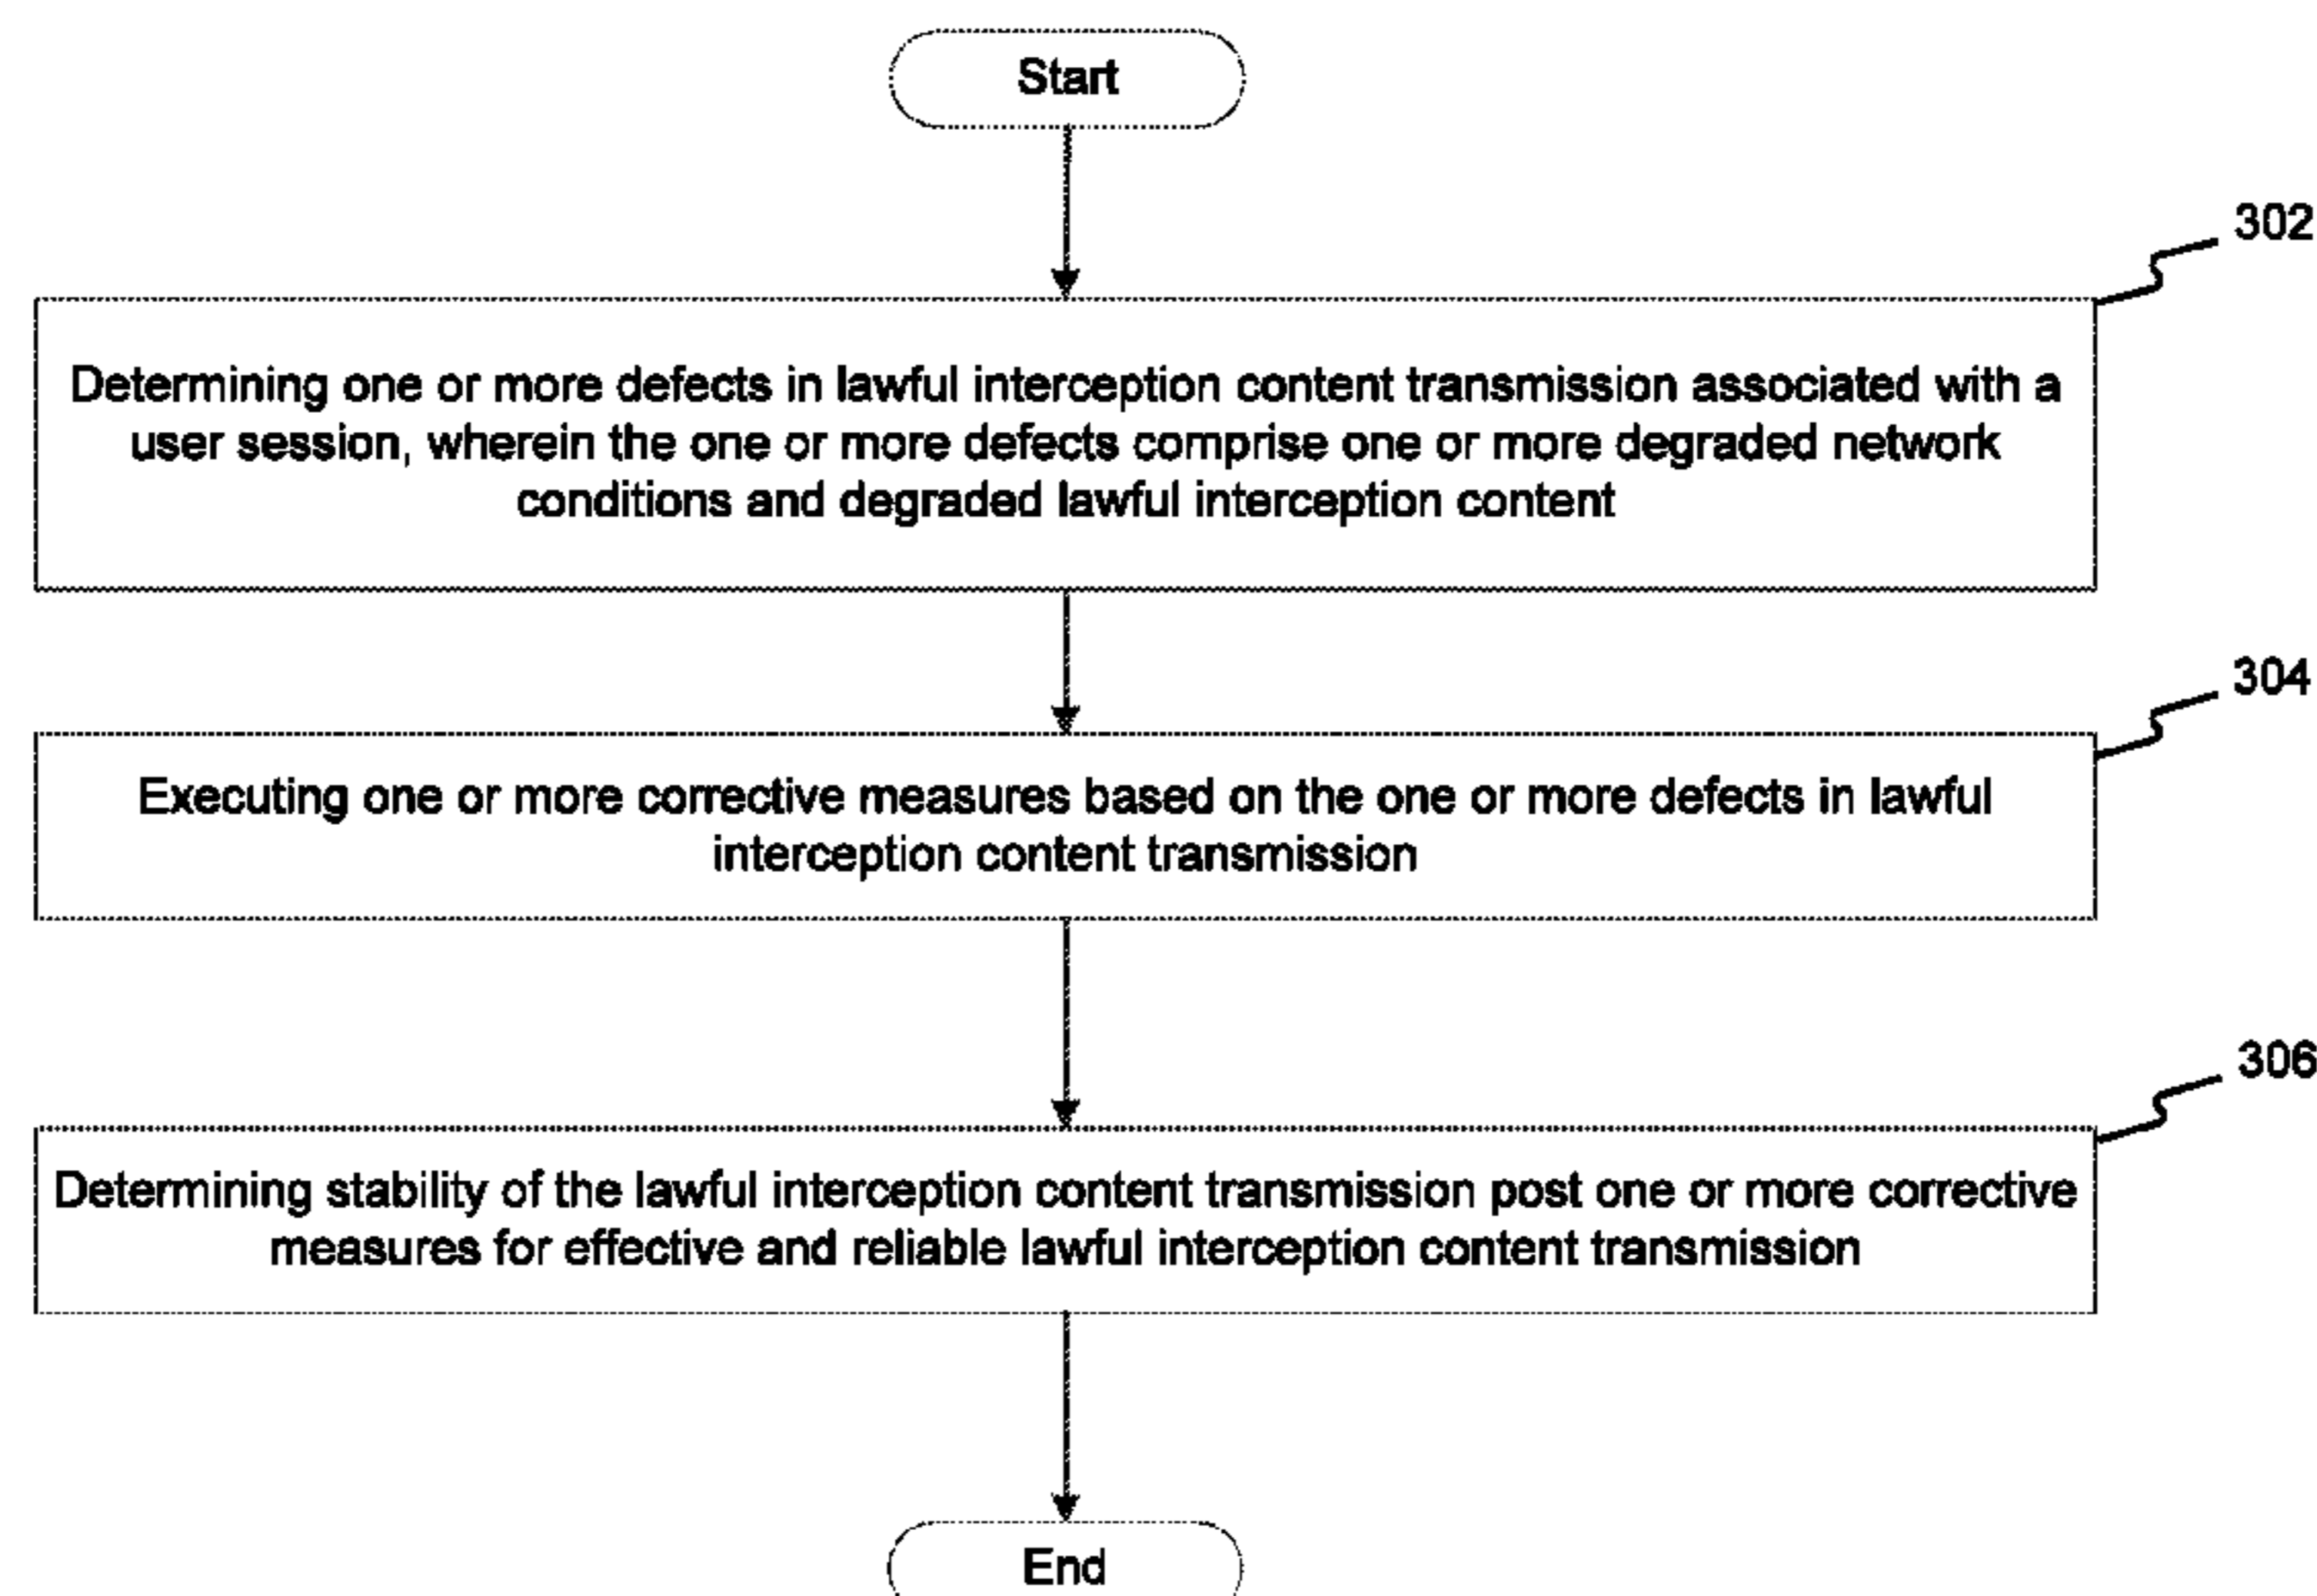 Start
302
Determining one or more defects in lawful interception content transmission associated with a
user session, wherein the one or more defects comprise one or more degraded network
conditions and degraded lawful interception content
304
Executing one or more corrective measures based on the one or more defects in lawful
interception content transmission
306
Determining stability of the lawful interception content transmission post one or more corrective
measures for effective and reliable lawful interception content transmission
End